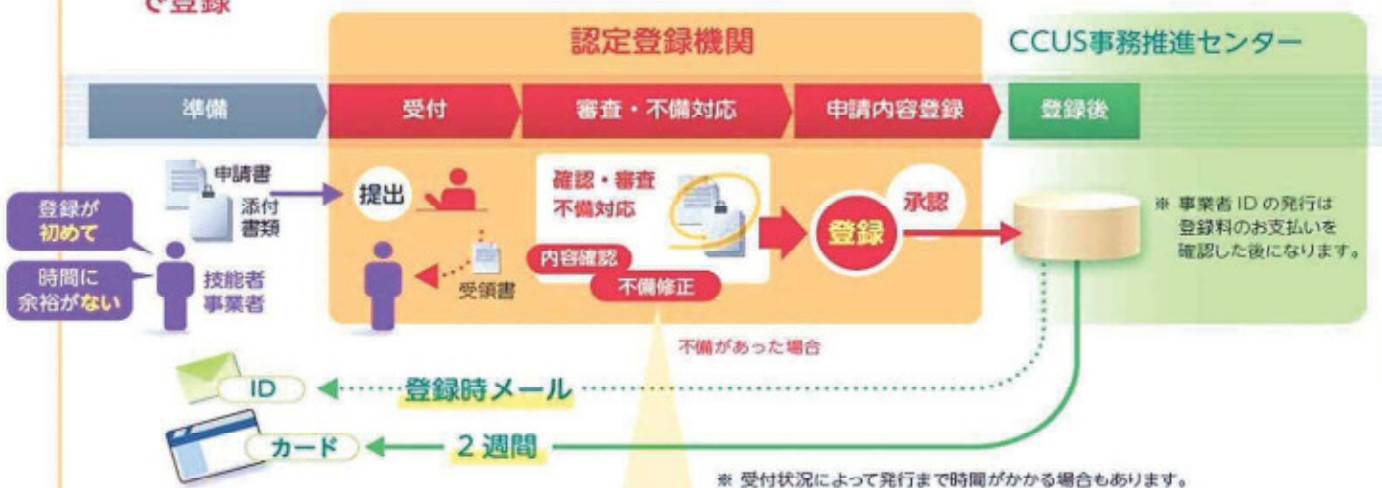 で登録
認定登録機関
CCUS事務推進センター
準備
受付
審査・不備対応
申請内容登録
登録後
申請書
添付
書類
登録が
初めて
時間に
余裕がない
技能者
事業者
提出
受領書
確認・審査
不備対応
内容確認
不備修正
登録
承認
※ 事業者 ID の発行は
登録料のお支払いを
確認した後になります。
不備があった場合
ID
登録時メール
カード
2 週間
※ 受付状況によって発行まで時間がかかる場合もあります。